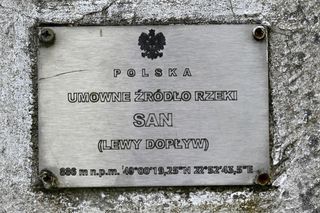 POLSKA
UMOWNE ŹRÓDŁO RZEKI
SAN
(LEWY DOPŁYW)
886 m n.p.m. 49°00'19,25"N 22°52'43,5"E